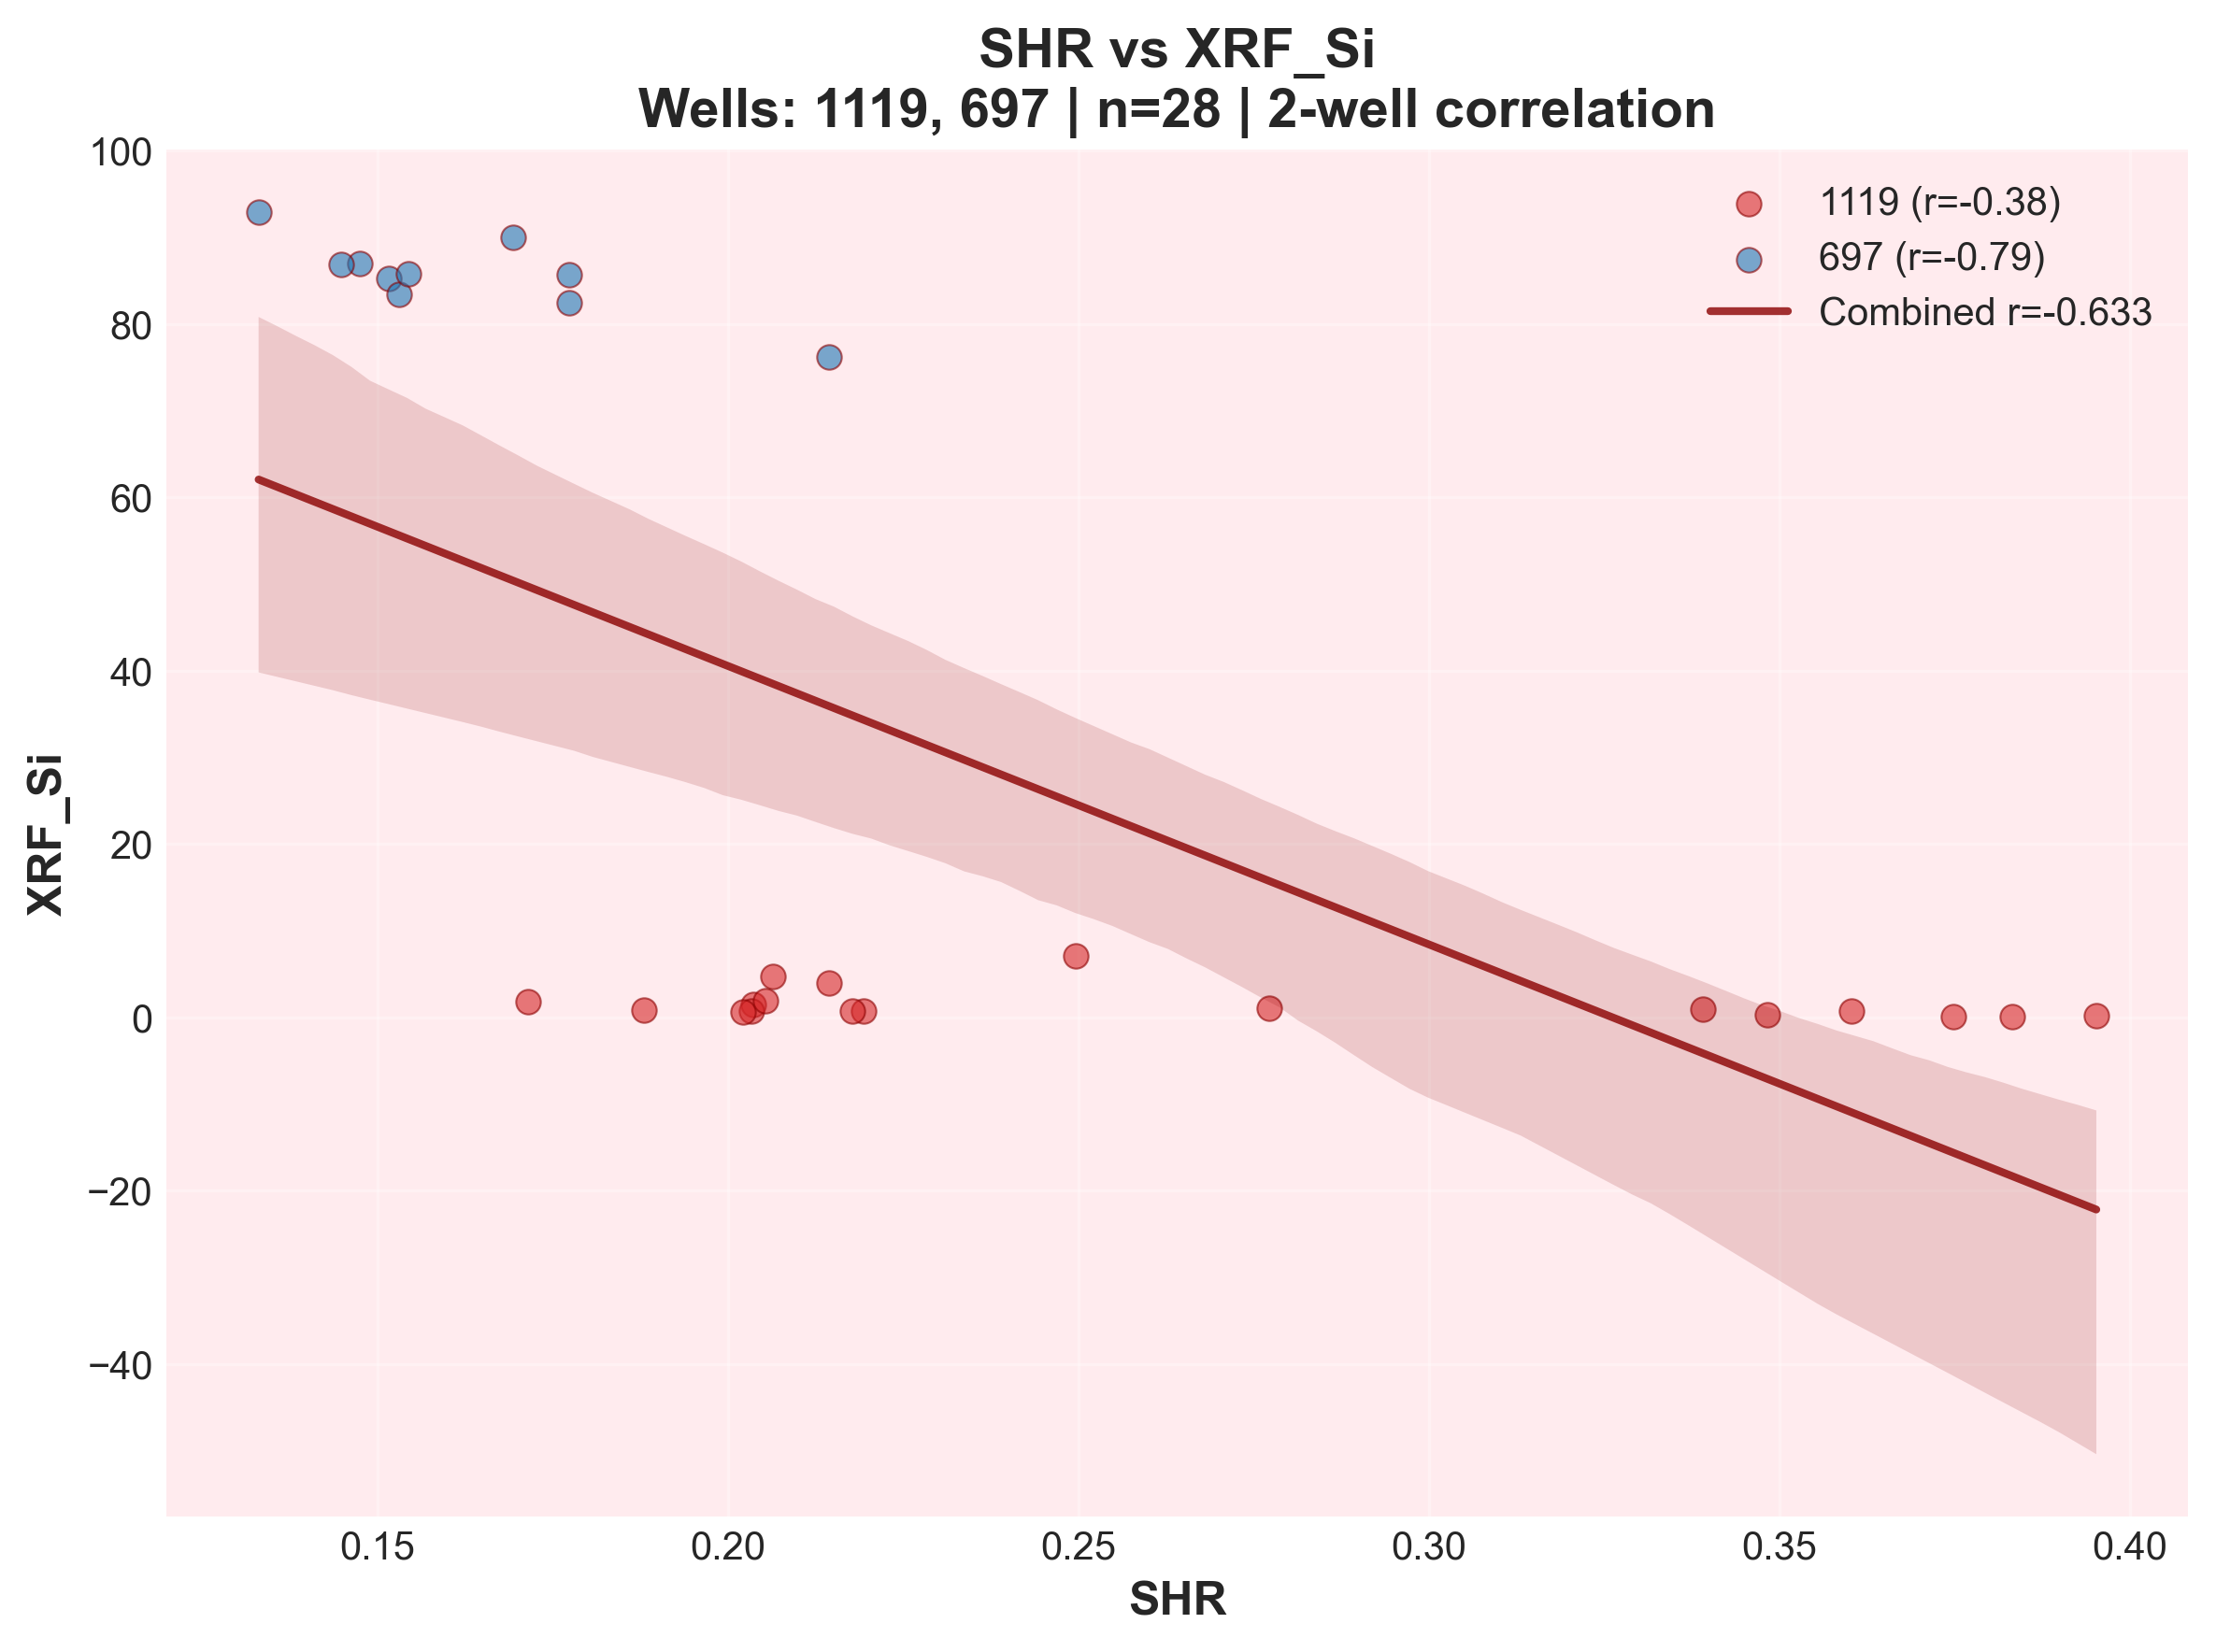 SHR vs XRF_Si
Wells: 1119, 697 | n=28 | 2-well correlation
1119 (r=-0.38)
697 (r=-0.79)
Combined r=-0.633
XRF_Si
100
80
60
40
20
0
−20
−40
0.15 0.20 0.25 0.30 0.35 0.40
SHR